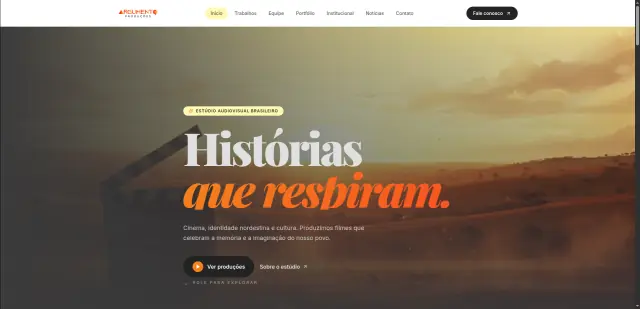 ARGUMENTO
PRODUÇÕES
Início
Trabalhos
Equipe
Portfólio
Institucional
Notícias
Contato
Fale conosco
ESTÚDIO AUDIOVISUAL BRASILEIRO
Histórias
que respiram.
Cinema, identidade nordestina e cultura. Produzimos filmes que
celebram a memória e a imaginação do nosso povo.
Ver produções
Sobre o estúdio
ROLE PARA EXPLORAR